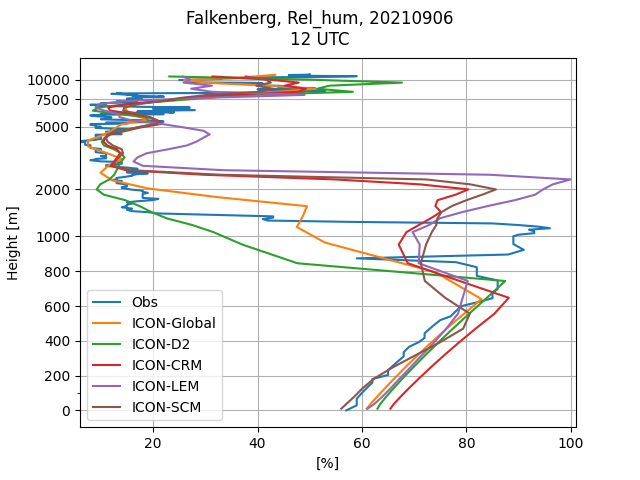 Falkenberg, Rel_hum, 20210906
12 UTC
Height [m]
10000
7500
5000
2000
1000
800
600
400
200
0
Obs
ICON-Global
ICON-D2
ICON-CRM
ICON-LEM
ICON-SCM
20
40
60
80
100
[%]